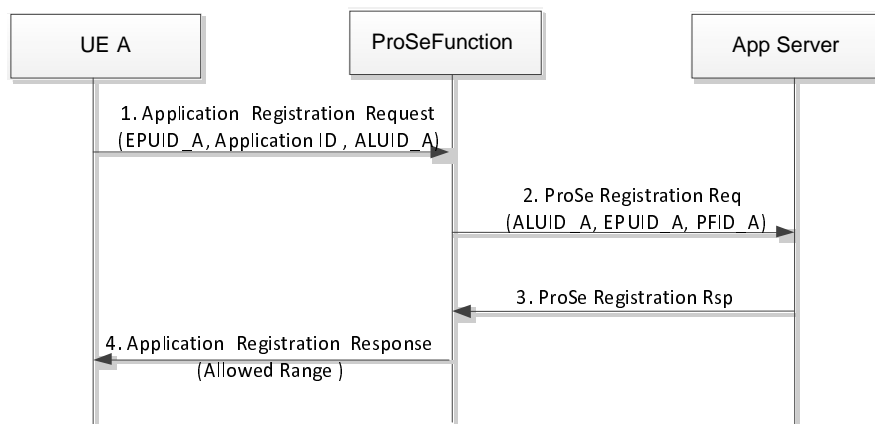 UE A
ProSeFunction
App Server
1. Application Registration Request
(EPUID_A, Application ID , ALUID_A)
2. ProSe Registration Req
(ALUID_A, EPUID_A, PFID_A)
3. ProSe Registration Rsp
4. Application Registration Response
(Allowed Range )